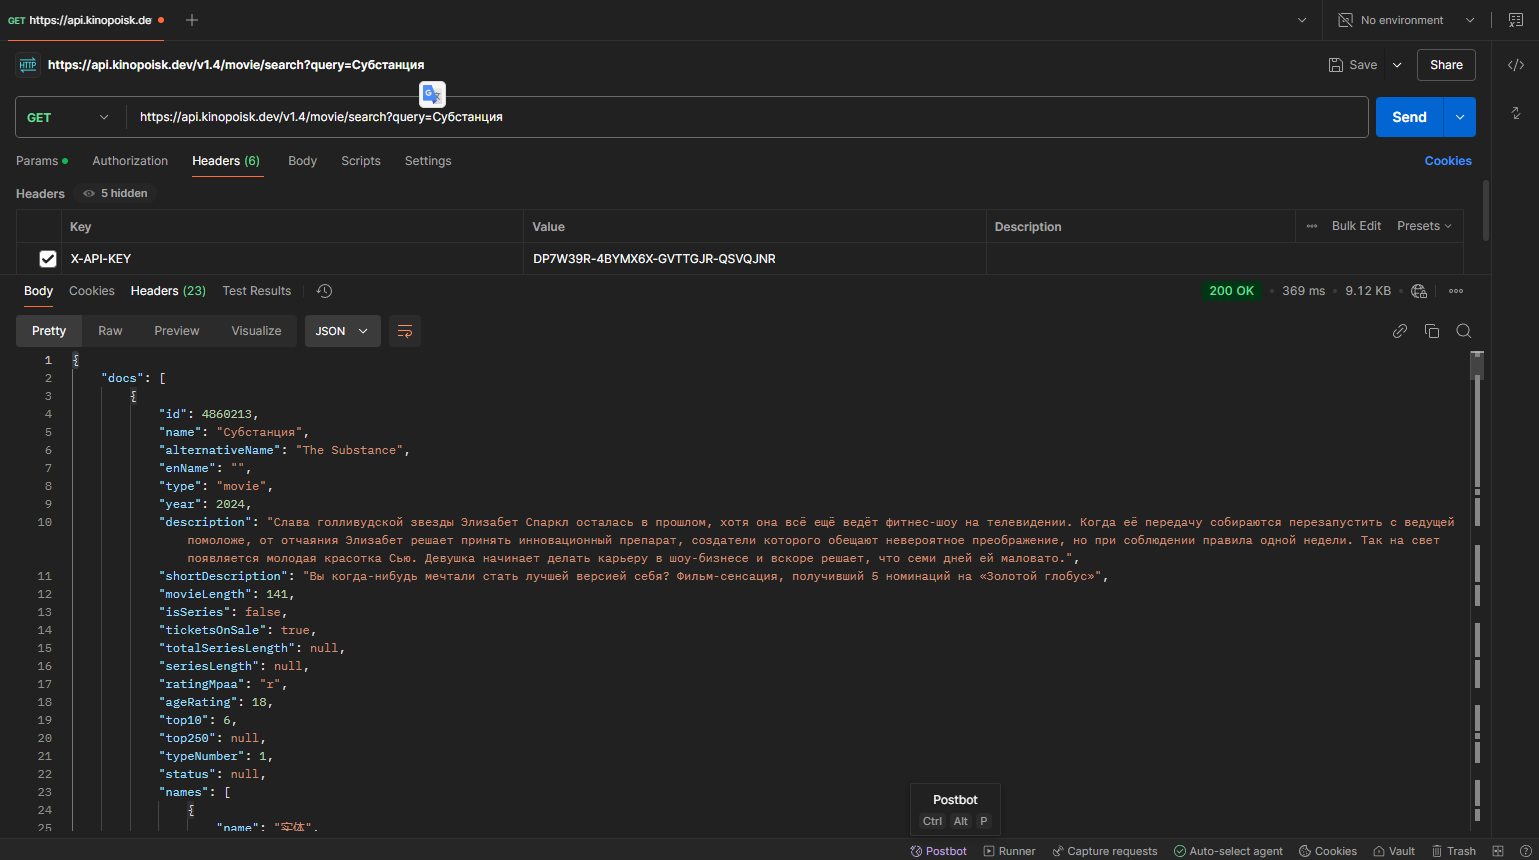 GET https://api.kinopoisk.de
No environment
HTTP https://api.kinopoisk.dev/v1.4/movie/search?query=Субстанция
Save
Share
GET https://api.kinopoisk.dev/v1.4/movie/search?query=Субстанция
Send
Params Authorization Headers (6) Body Scripts Settings Cookies
Headers 5 hidden
Key Value Description Bulk Edit Presets
X-API-KEY DP7W39R-4BYMX6X-GVTTGJR-QSVQJNR
Body Cookies Headers (23) Test Results 200 OK 369 ms 9.12 KB
Pretty Raw Preview Visualize JSON
1 {
2 "docs": [
3 {
4 "id": 4860213,
5 "name": "Субстанция",
6 "alternativeName": "The Substance",
7 "enName": "",
8 "type": "movie",
9 "year": 2024,
10 "description": "Слава голливудской звезды Элизабет Спаркл осталась в прошлом, хотя она всё ещё ведёт фитнес-шоу на телевидении. Когда её передачу собираются перезапустить с ведущей
помоложе, от отчаяния Элизабет решает принять инновационный препарат, создатели которого обещают невероятное преображение, но при соблюдении правила одной недели. Так на свет
появляется молодая красотка Сью. Девушка начинает делать карьеру в шоу-бизнесе и вскоре решает, что семи дней ей маловато.",
11 "shortDescription": "Вы когда-нибудь мечтали стать лучшей версией себя? Фильм-сенсация, получивший 5 номинаций на «Золотой глобус»",
12 "movieLength": 141,
13 "isSeries": false,
14 "ticketsOnSale": true,
15 "totalSeriesLength": null,
16 "seriesLength": null,
17 "ratingMpaa": "r",
18 "ageRating": 18,
19 "top10": 6,
20 "top250": null,
21 "typeNumber": 1,
22 "status": null,
23 "names": [
24 {
25 "name": "实体",
Postbot
Ctrl Alt P
Postbot Runner Capture requests Auto-select agent Cookies Vault Trash